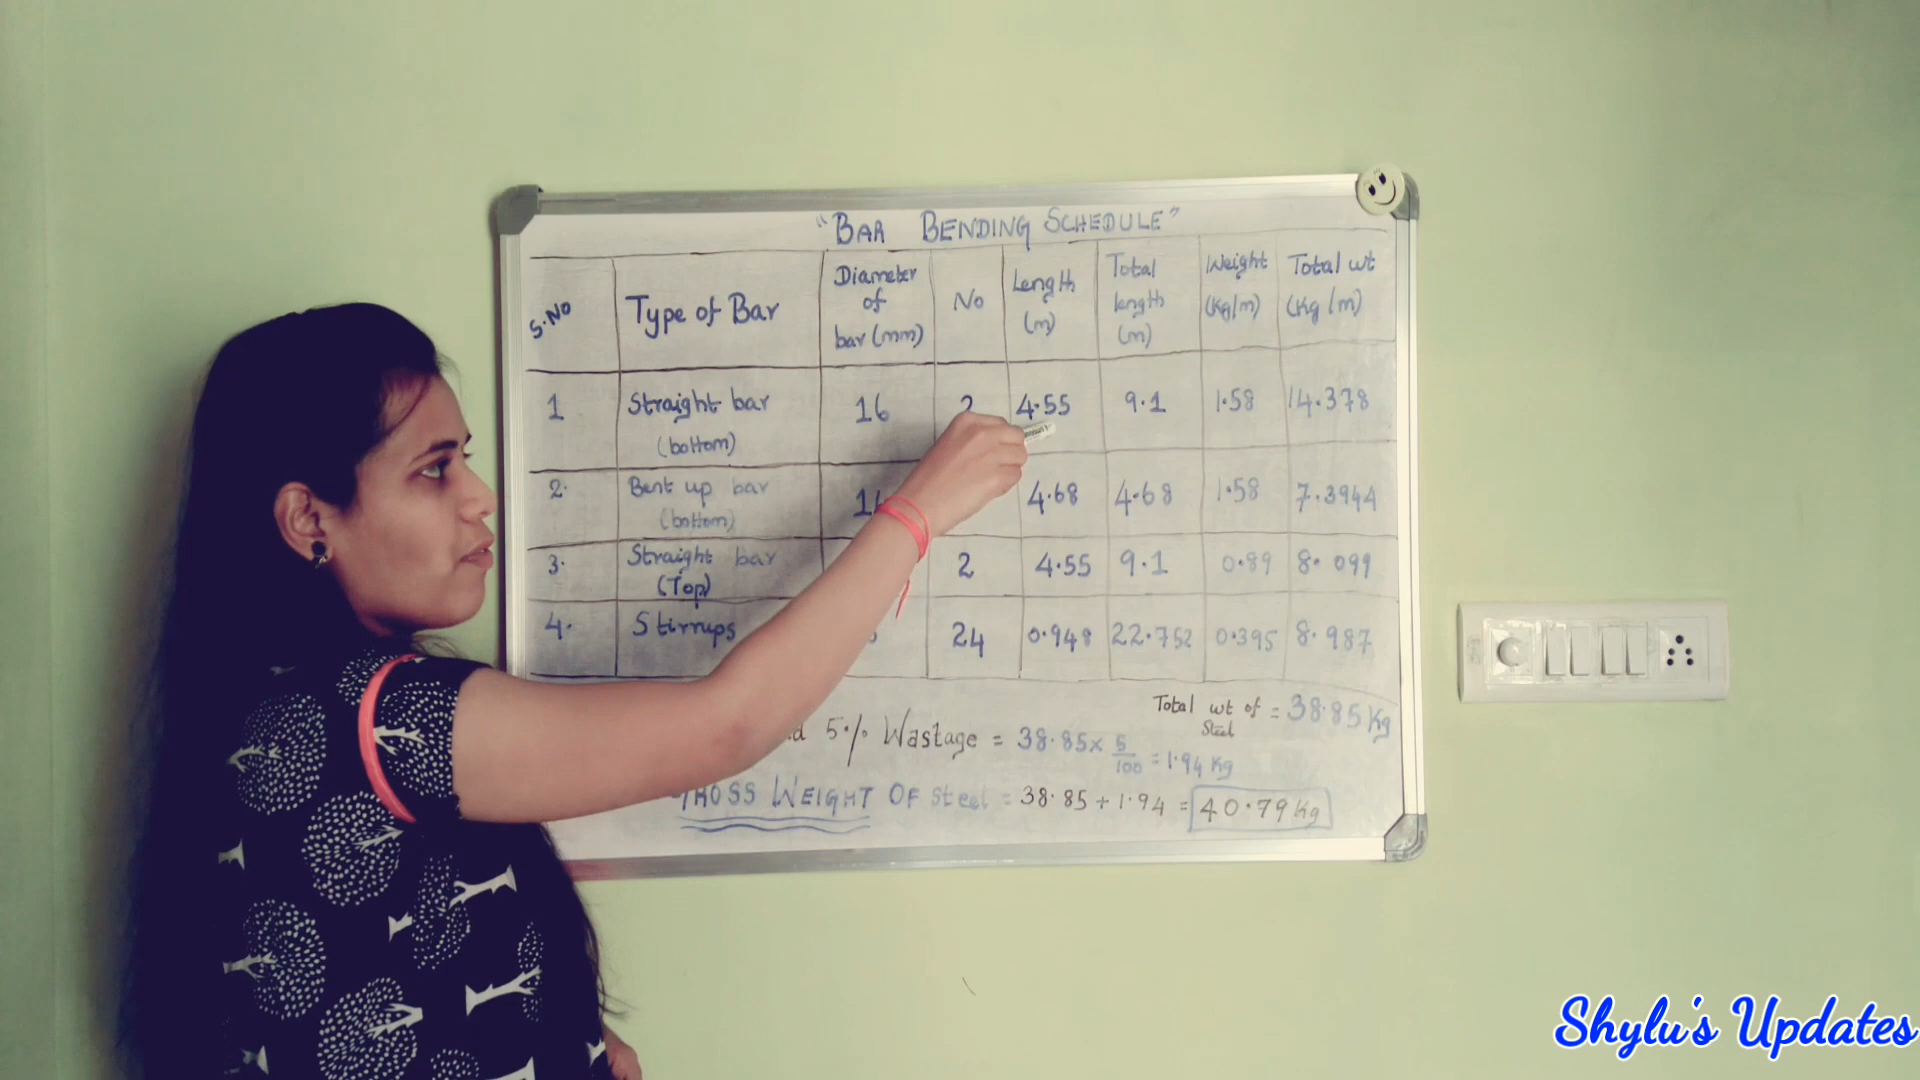 "BAR BENDING SCHEDULE"
S.NO Type of Bar Diameter of bar (mm) No Length (m) Total length (m) Weight (Kg/m) Total wt (Kg/m)
1 Straight bar (bottom) 16 2 4.55 9.1 1.58 14.378
2. Bent up bar (bottom) 4.68 4.68 1.58 7.3944
3. Straight bar (Top) 2 4.55 9.1 0.89 8.099
4. Stirrups 24 0.948 22.752 0.395 8.987
Total wt of Steel = 38.85 Kg
5% Wastage = 38.85 x 5/100 = 1.94 Kg
GROSS WEIGHT OF Steel = 38.85 + 1.94 = 40.79 Kg
Shylu's Updates